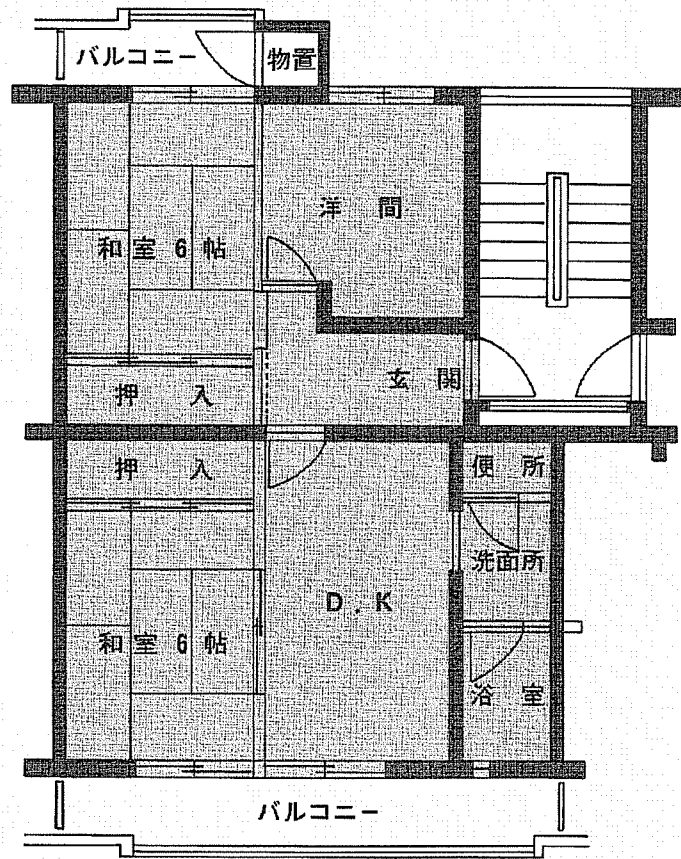 バルコニー
物置
洋 間
和室6帖
玄 関
押 入
押 入
便 所
洗面所
D.K
和室6帖
浴 室
バルコニー